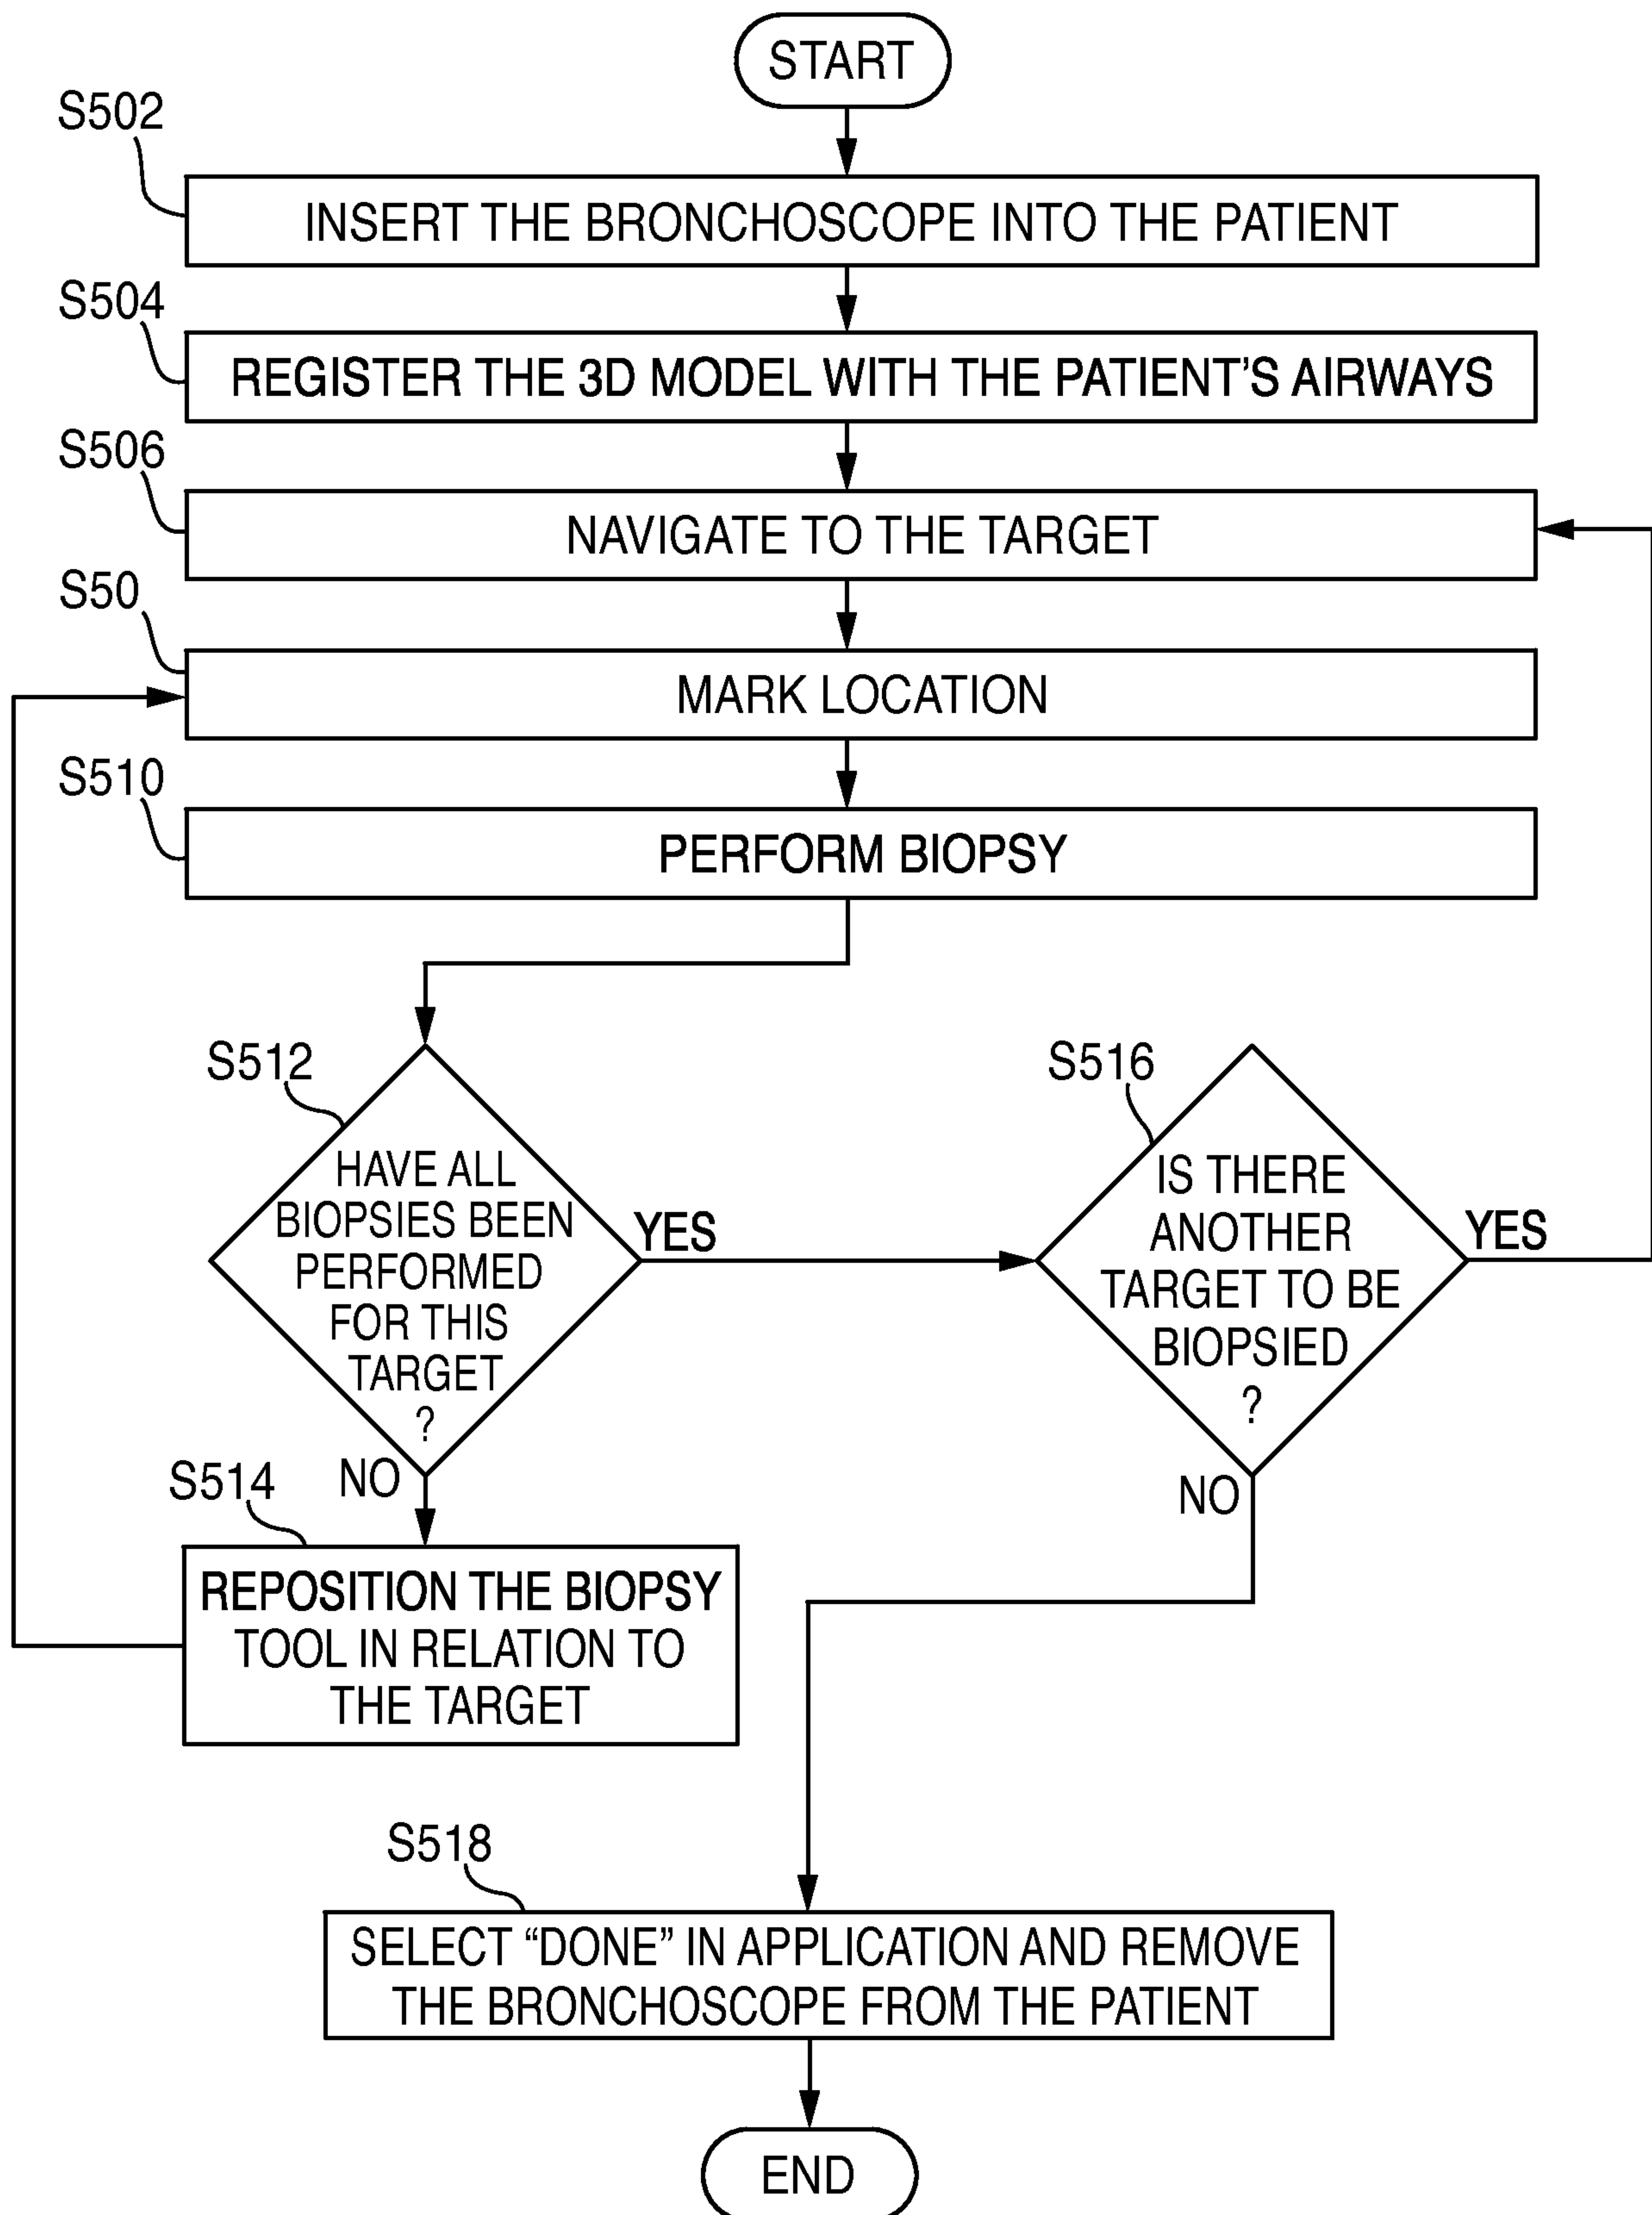 START
S502
INSERT THE BRONCHOSCOPE INTO THE PATIENT
S504
REGISTER THE 3D MODEL WITH THE PATIENT'S AIRWAYS
S506
NAVIGATE TO THE TARGET
S50
MARK LOCATION
S510
PERFORM BIOPSY
S512
HAVE ALL
BIOPSIES BEEN
PERFORMED
FOR THIS
TARGET
?
YES
NO
S516
IS THERE
ANOTHER
TARGET TO BE
BIOPSIED
?
YES
NO
S514
REPOSITION THE BIOPSY
TOOL IN RELATION TO
THE TARGET
S518
SELECT “DONE” IN APPLICATION AND REMOVE
THE BRONCHOSCOPE FROM THE PATIENT
END